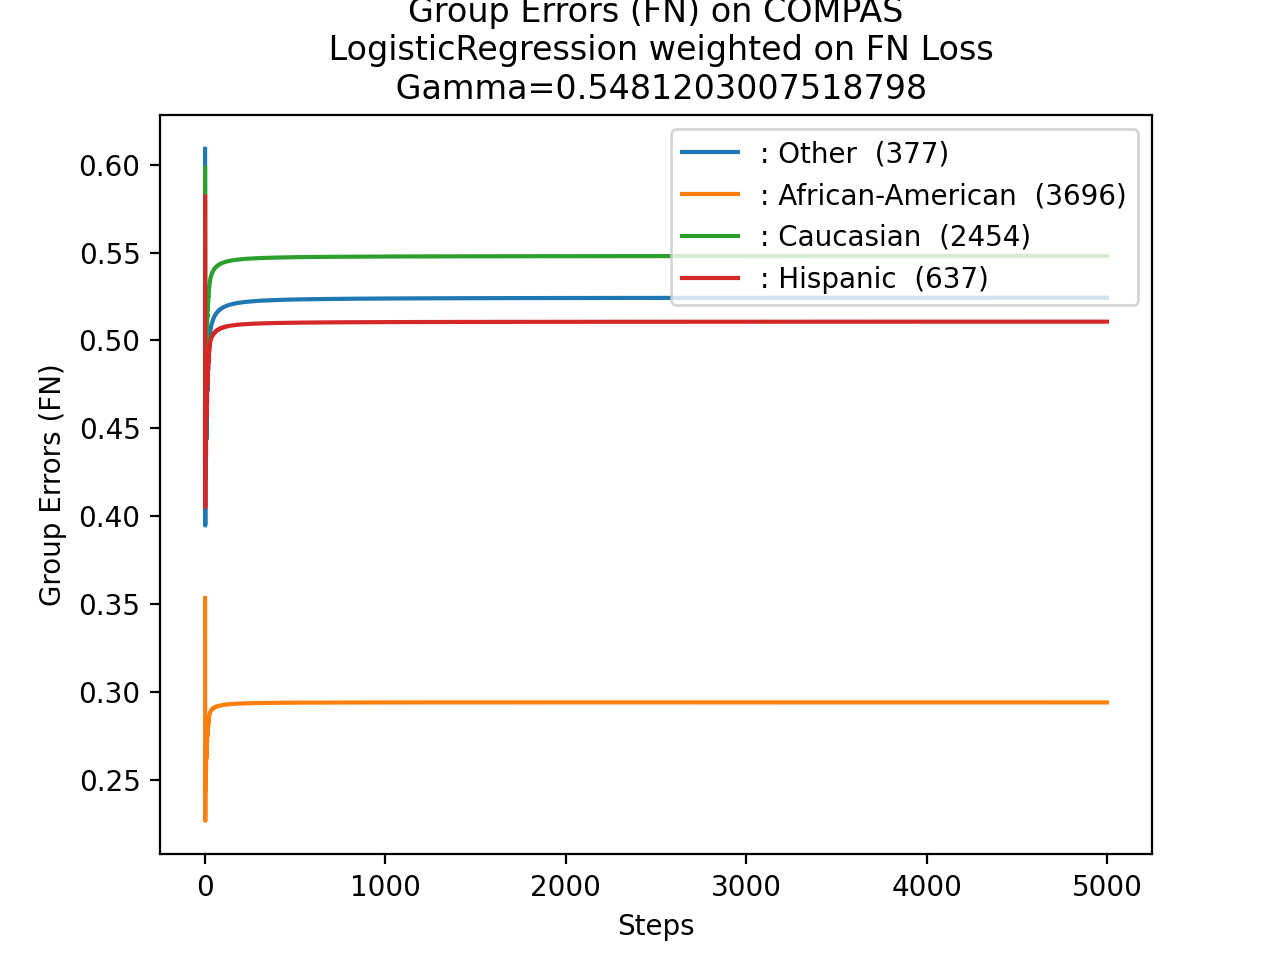 Group Errors (FN) on COMPAS
LogisticRegression weighted on FN Loss
Gamma=0.5481203007518798
: Other (377)
: African-American (3696)
: Caucasian (2454)
: Hispanic (637)
Group Errors (FN)
0.60
0.55
0.50
0.45
0.40
0.35
0.30
0.25
0
1000
2000
3000
4000
5000
Steps